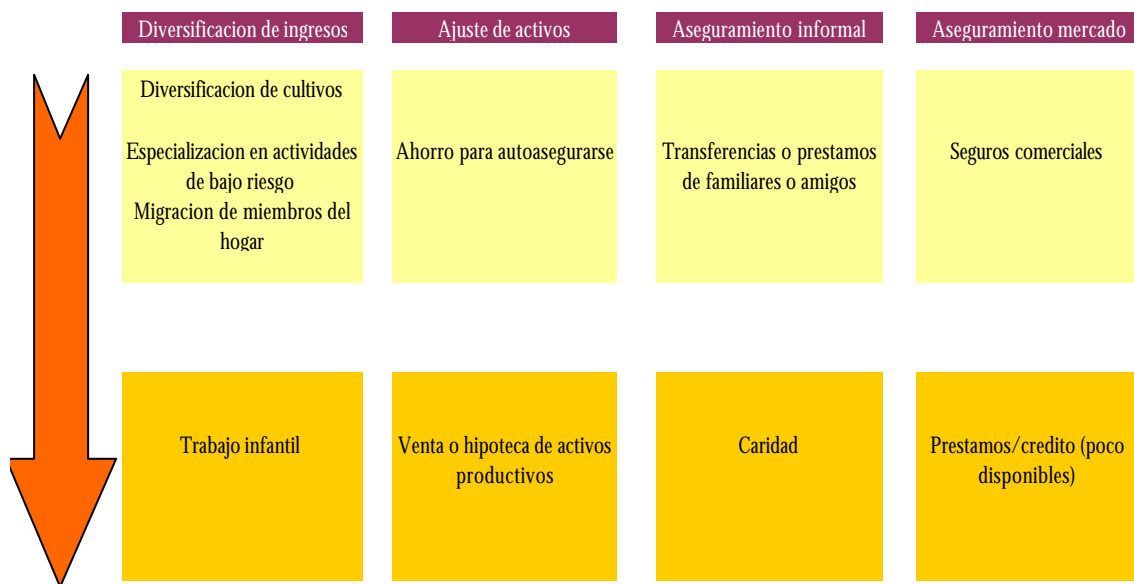 Diversificacion de ingresos
Ajuste de activos
Aseguramiento informal
Aseguramiento mercado
Diversificacion de cultivos
Especializacion en actividades
de bajo riesgo
Migracion de miembros del
hogar
Ahorro para autoasegurarse
Transferencias o prestamos
de familiares o amigos
Seguros comerciales
Trabajo infantil
Venta o hipoteca de activos
productivos
Caridad
Prestamos/credito (poco
disponibles)